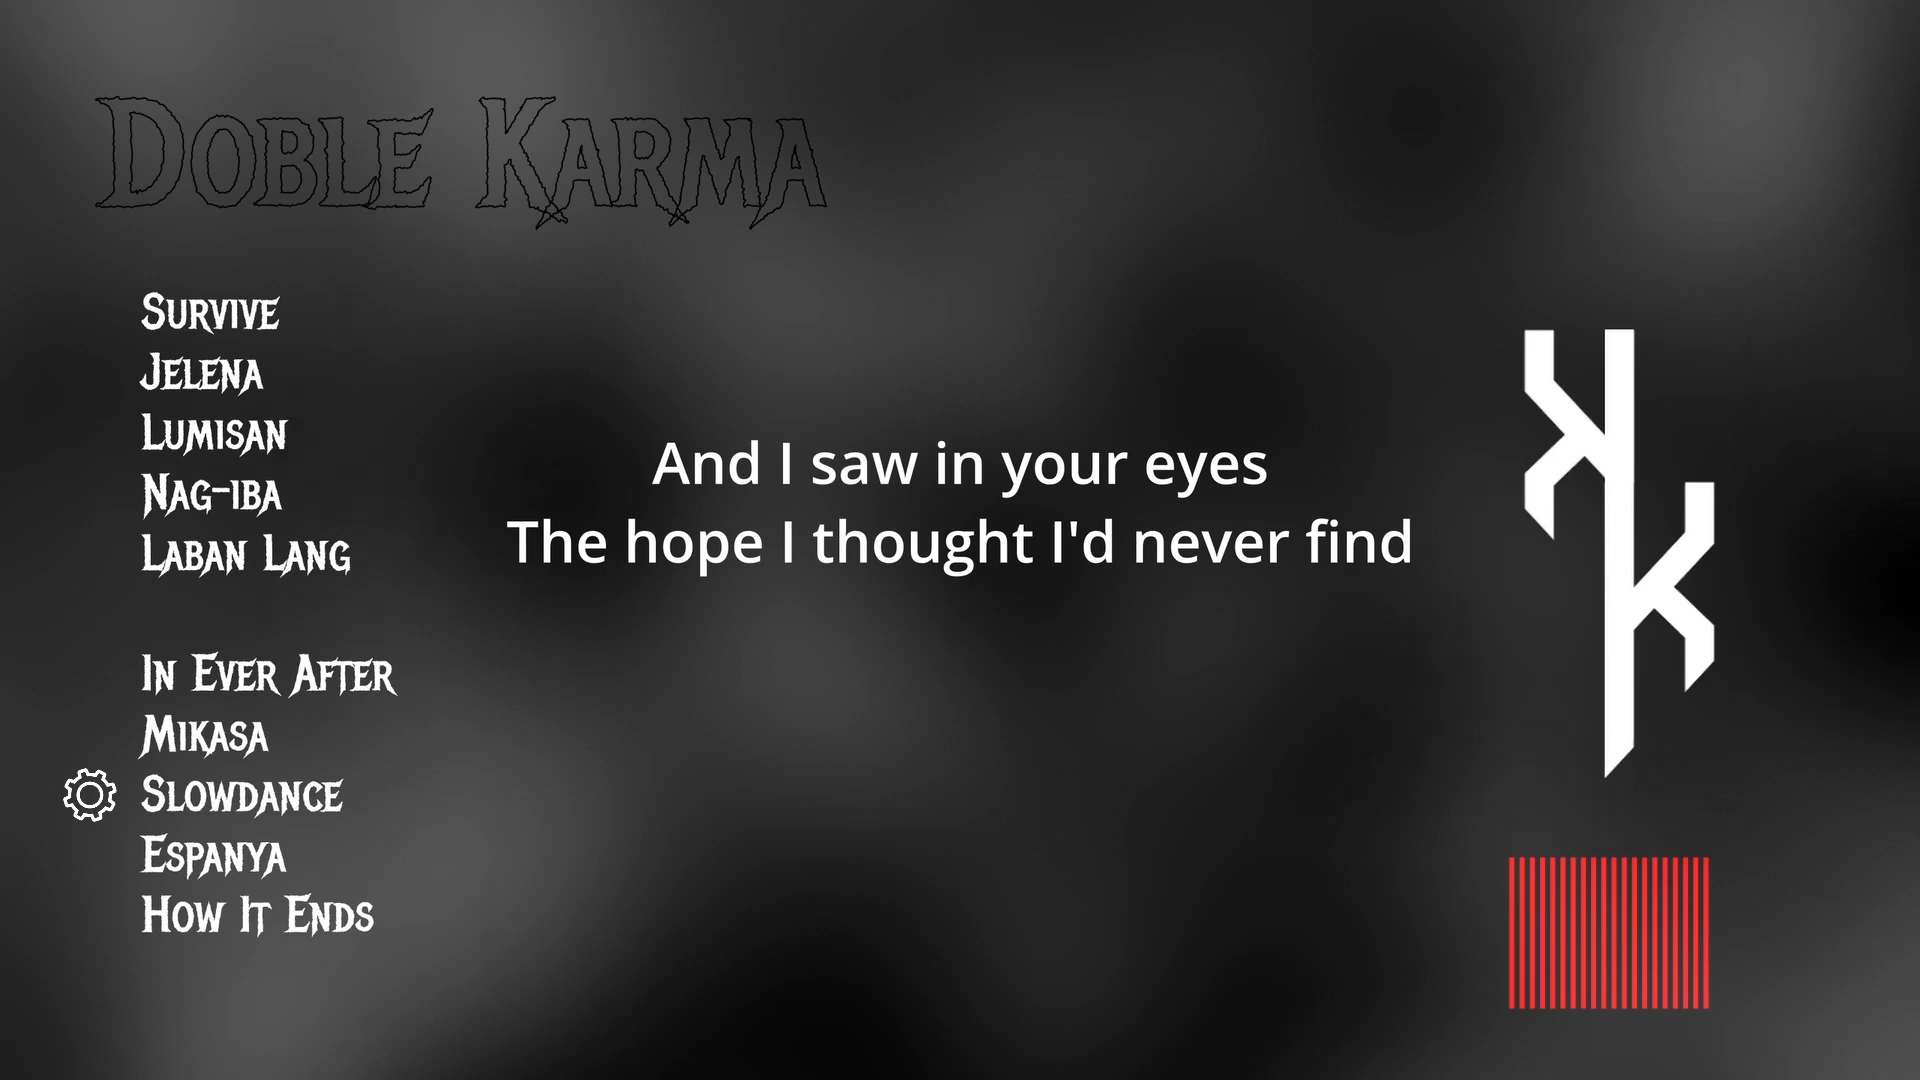 Doble Karma
Survive
Jelena
Lumisan
Nag-iba
Laban Lang
In Ever After
Mikasa
Slowdance
Espanya
How It Ends
And I saw in your eyes
The hope I thought I'd never find